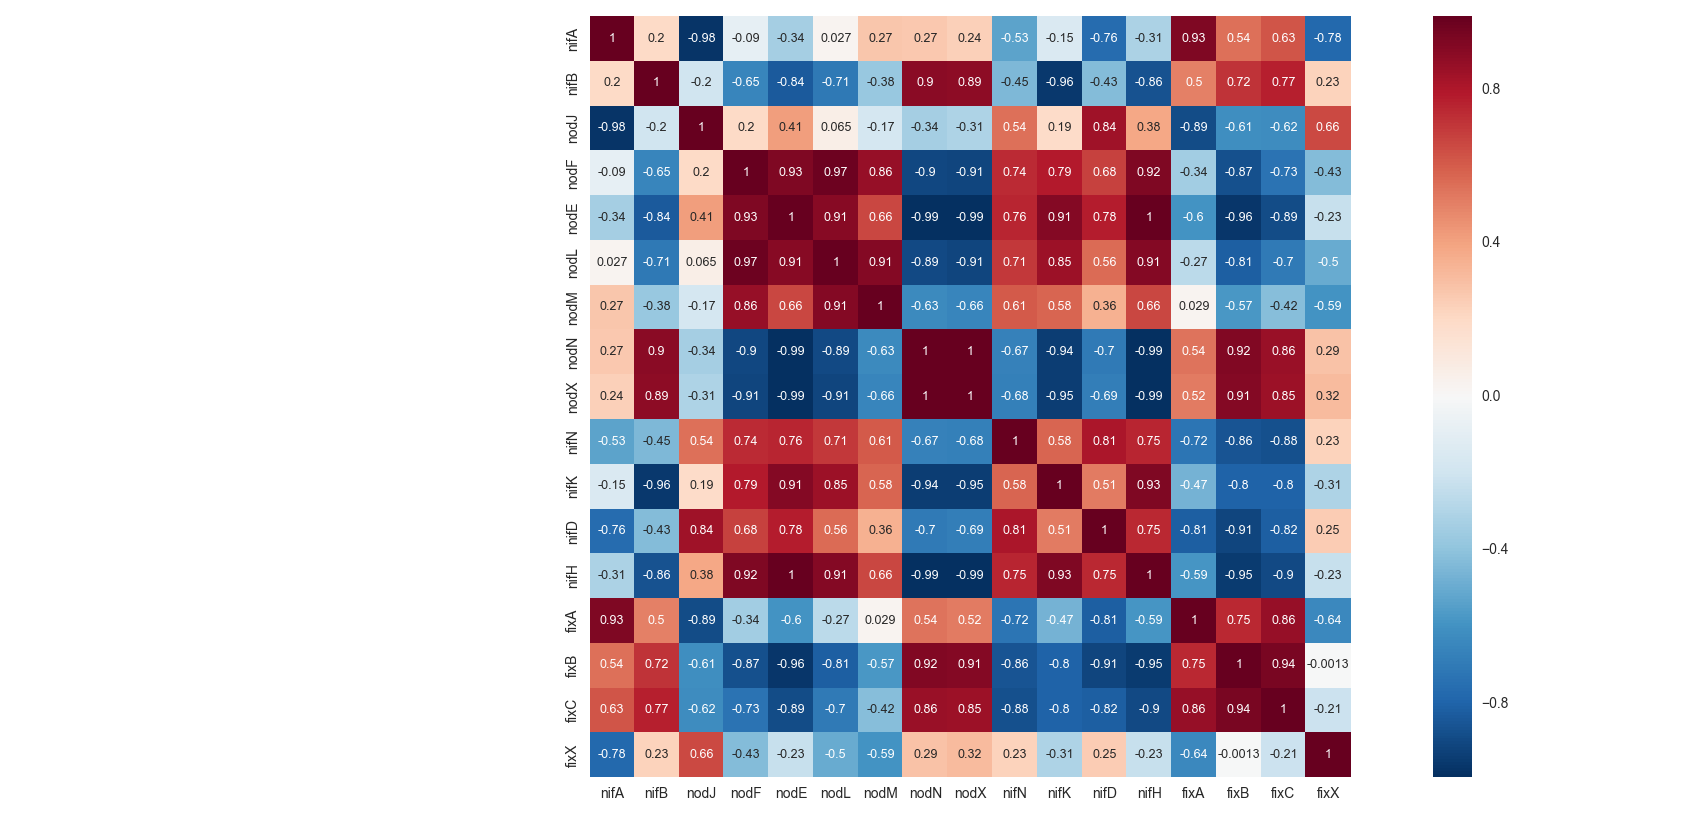 nifA 1 0.2 -0.98 -0.09 -0.34 0.027 0.27 0.27 0.24 -0.53 -0.15 -0.76 -0.31 0.93 0.54 0.63 -0.78
nifB 0.2 1 -0.2 -0.65 -0.84 -0.71 -0.38 0.9 0.89 -0.45 -0.96 -0.43 -0.86 0.5 0.72 0.77 0.23
0.8
nodJ -0.98 -0.2 1 0.2 0.41 0.065 -0.17 -0.34 -0.31 0.54 0.19 0.84 0.38 -0.89 -0.61 -0.62 0.66
nodF -0.09 -0.65 0.2 1 0.93 0.97 0.86 -0.9 -0.91 0.74 0.79 0.68 0.92 -0.34 -0.87 -0.73 -0.43
nodE -0.34 -0.84 0.41 0.93 1 0.91 0.66 -0.99 -0.99 0.76 0.91 0.78 1 -0.6 -0.96 -0.89 -0.23
0.4
nodL 0.027 -0.71 0.065 0.97 0.91 1 0.91 -0.89 -0.91 0.71 0.85 0.56 0.91 -0.27 -0.81 -0.7 -0.5
nodM 0.27 -0.38 -0.17 0.86 0.66 0.91 1 -0.63 -0.66 0.61 0.58 0.36 0.66 0.029 -0.57 -0.42 -0.59
nodN 0.27 0.9 -0.34 -0.9 -0.99 -0.89 -0.63 1 1 -0.67 -0.94 -0.7 -0.99 0.54 0.92 0.86 0.29
nodX 0.24 0.89 -0.31 -0.91 -0.99 -0.91 -0.66 1 1 -0.68 -0.95 -0.69 -0.99 0.52 0.91 0.85 0.32
0.0
nifN -0.53 -0.45 0.54 0.74 0.76 0.71 0.61 -0.67 -0.68 1 0.58 0.81 0.75 -0.72 -0.86 -0.88 0.23
nifK -0.15 -0.96 0.19 0.79 0.91 0.85 0.58 -0.94 -0.95 0.58 1 0.51 0.93 -0.47 -0.8 -0.8 -0.31
nifD -0.76 -0.43 0.84 0.68 0.78 0.56 0.36 -0.7 -0.69 0.81 0.51 1 0.75 -0.81 -0.91 -0.82 0.25
−0.4
nifH -0.31 -0.86 0.38 0.92 1 0.91 0.66 -0.99 -0.99 0.75 0.93 0.75 1 -0.59 -0.95 -0.9 -0.23
fixA 0.93 0.5 -0.89 -0.34 -0.6 -0.27 0.029 0.54 0.52 -0.72 -0.47 -0.81 -0.59 1 0.75 0.86 -0.64
fixB 0.54 0.72 -0.61 -0.87 -0.96 -0.81 -0.57 0.92 0.91 -0.86 -0.8 -0.91 -0.95 0.75 1 0.94 -0.0013
fixC 0.63 0.77 -0.62 -0.73 -0.89 -0.7 -0.42 0.86 0.85 -0.88 -0.8 -0.82 -0.9 0.86 0.94 1 -0.21
−0.8
fixX -0.78 0.23 0.66 -0.43 -0.23 -0.5 -0.59 0.29 0.32 0.23 -0.31 0.25 -0.23 -0.64 -0.0013 -0.21 1
nifA nifB nodJ nodF nodE nodL nodM nodN nodX nifN nifK nifD nifH fixA fixB fixC fixX